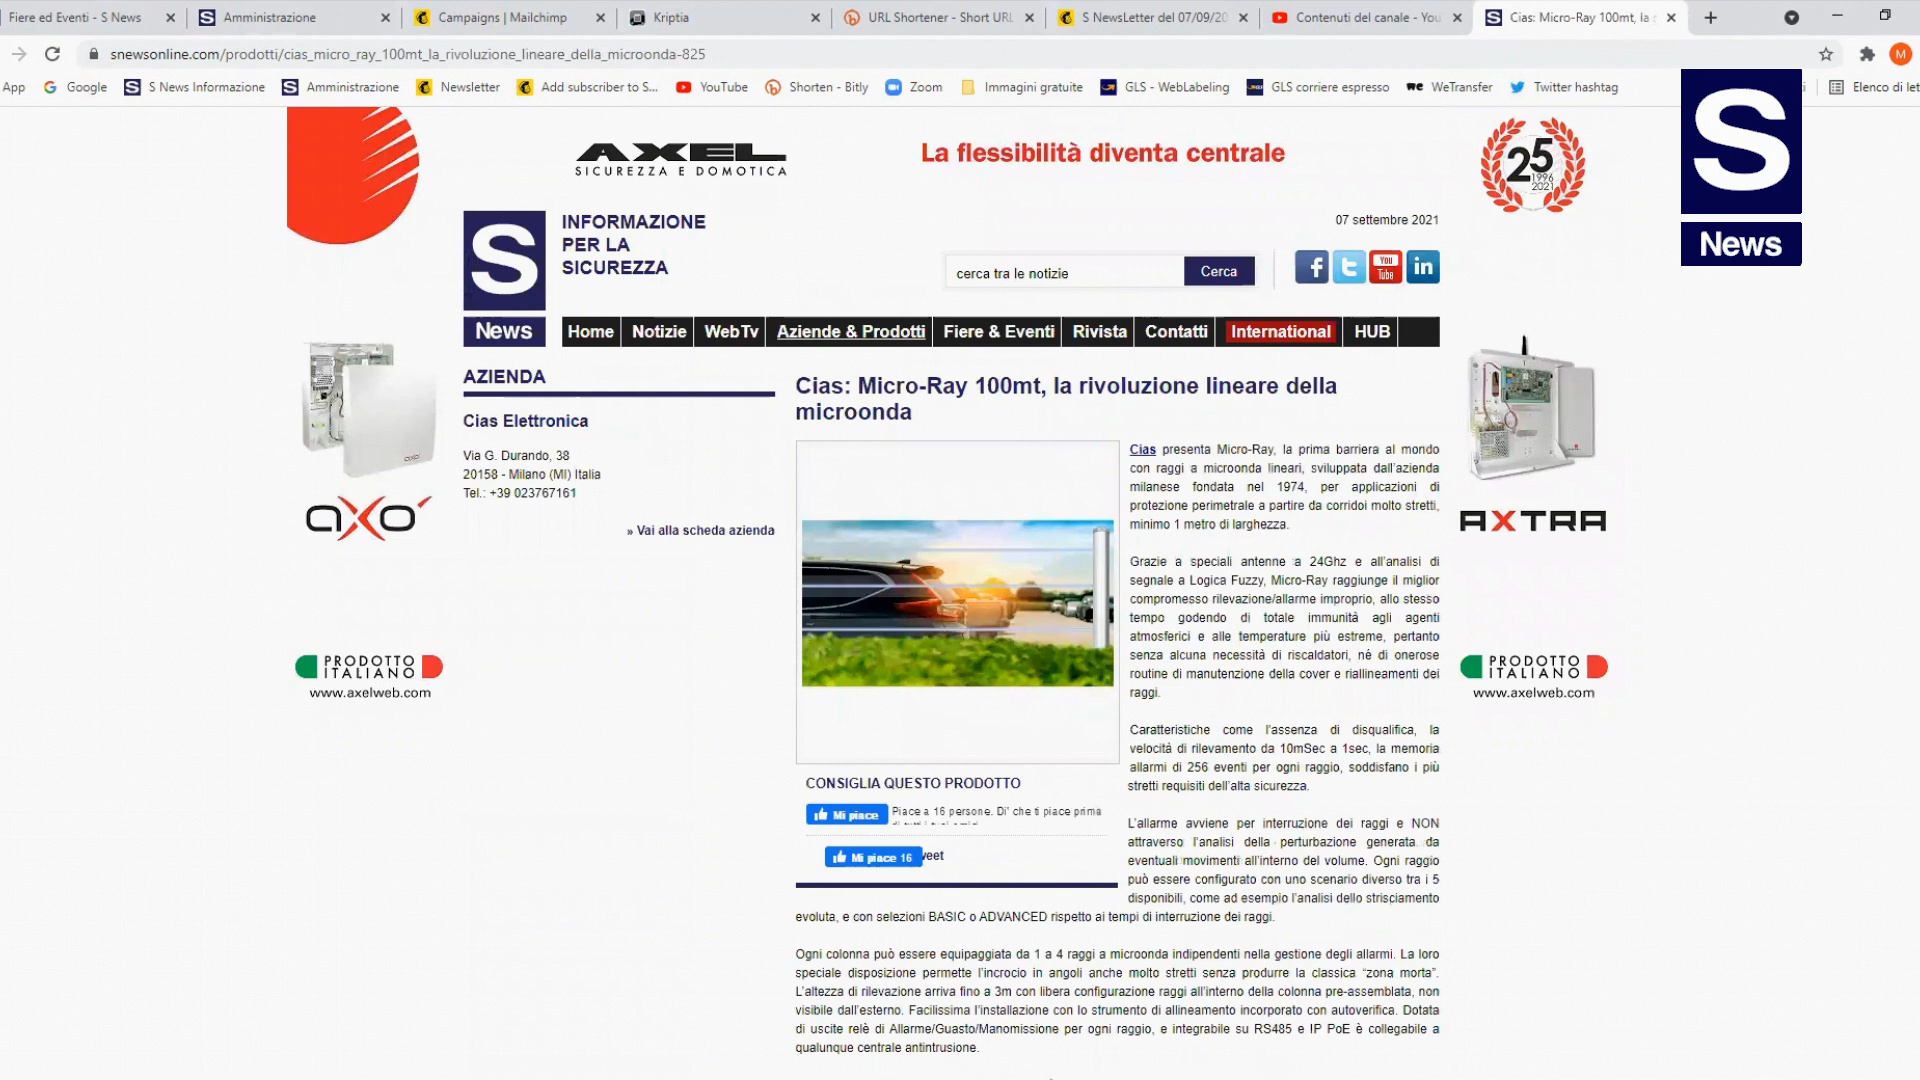 Fiere ed Eventi - S News
Amministrazione
Campaigns | Mailchimp
Kriptia
URL Shortener - Short URL
S NewsLetter del 07/09/20
Contenuti del canale - You
Cias: Micro-Ray 100mt, la
snewsonline.com/prodotti/cias_micro_ray_100mt_la_rivoluzione_lineare_della_microonda-825
M
App
Google
S News Informazione
Amministrazione
Newsletter
Add subscriber to S...
YouTube
Shorten - Bitly
Zoom
Immagini gratuite
GLS - WebLabeling
GLS corriere espresso
WeTransfer
Twitter hashtag
Elenco di let
S
News
AXEL
SICUREZZA E DOMOTICA
La flessibilità diventa centrale
25
1996
2021
S
News
INFORMAZIONE
PER LA
SICUREZZA
07 settembre 2021
cerca tra le notizie
Cerca
You
Tube
Home
Notizie
WebTv
Aziende & Prodotti
Fiere & Eventi
Rivista
Contatti
International
HUB
AZIENDA
Cias Elettronica
Via G. Durando, 38
20158 - Milano (MI) Italia
Tel.: +39 023767161
» Vai alla scheda azienda
axo
PRODOTTO
ITALIANO
www.axelweb.com
Cias: Micro-Ray 100mt, la rivoluzione lineare della
microonda
Cias presenta Micro-Ray, la prima barriera al mondo
con raggi a microonda lineari, sviluppata dall'azienda
milanese fondata nel 1974, per applicazioni di
protezione perimetrale a partire da corridoi molto stretti,
minimo 1 metro di larghezza.
Grazie a speciali antenne a 24Ghz e all'analisi di
segnale a Logica Fuzzy, Micro-Ray raggiunge il miglior
compromesso rilevazione/allarme improprio, allo stesso
tempo godendo di totale immunità agli agenti
atmosferici e alle temperature più estreme, pertanto
senza alcuna necessità di riscaldatori, nè di onerose
routine di manutenzione della cover e riallineamenti dei
raggi.
Caratteristiche come l'assenza di disqualifica, la
velocità di rilevamento da 10mSec a 1sec, la memoria
allarmi di 256 eventi per ogni raggio, soddisfano i più
stretti requisiti dell'alta sicurezza.
L'allarme avviene per interruzione dei raggi e NON
attraverso l'analisi della perturbazione generata da
eventuali movimenti all'interno del volume. Ogni raggio
può essere configurato con uno scenario diverso tra i 5
disponibili, come ad esempio l'analisi dello strisciamento
evoluta, e con selezioni BASIC o ADVANCED rispetto ai tempi di interruzione dei raggi.
Ogni colonna può essere equipaggiata da 1 a 4 raggi a microonda indipendenti nella gestione degli allarmi. La loro
speciale disposizione permette l'incrocio in angoli anche molto stretti senza produrre la classica “zona morta”.
L'altezza di rilevazione arriva fino a 3m con libera configurazione raggi all'interno della colonna pre-assemblata, non
visibile dall'esterno. Facilissima l'installazione con lo strumento di allineamento incorporato con autoverifica. Dotata
di uscite relè di Allarme/Guasto/Manomissione per ogni raggio, e integrabile su RS485 e IP PoE è collegabile a
qualunque centrale antintrusione.
CONSIGLIA QUESTO PRODOTTO
Mi piace
Piace a 16 persone. Di' che ti piace prima
Mi piace 16
veet
AXTRA
PRODOTTO
ITALIANO
www.axelweb.com